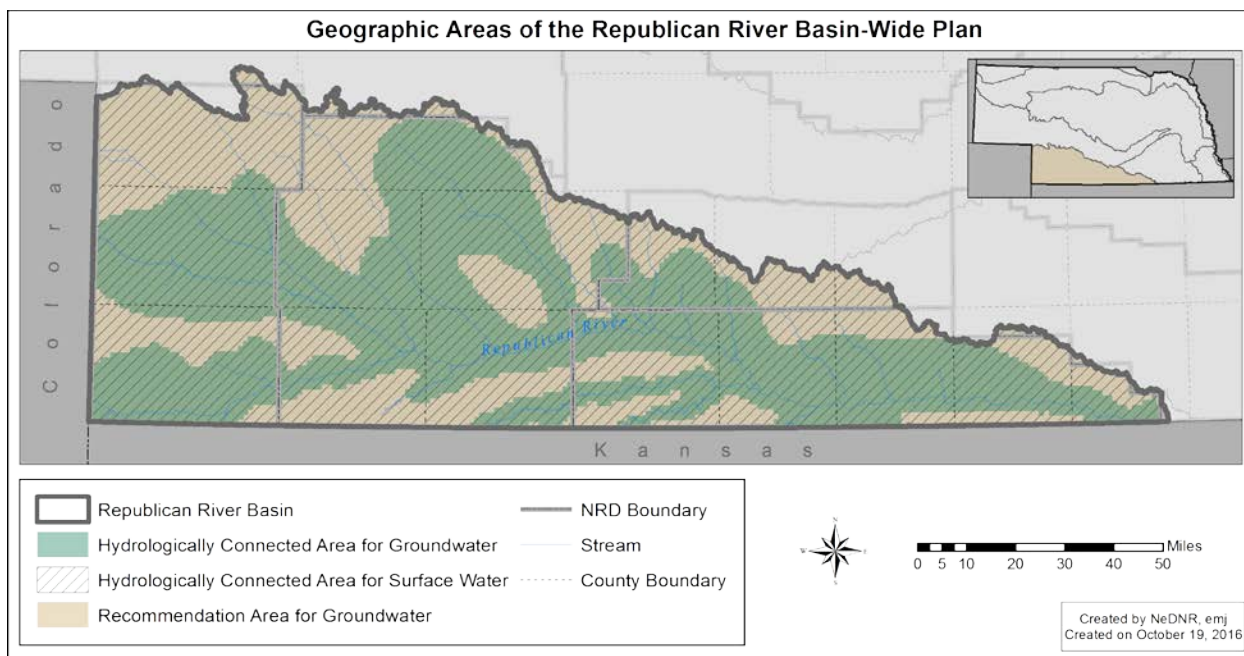 Geographic Areas of the Republican River Basin-Wide Plan
Colorado
Republican River
Kansas
Republican River Basin
Hydrologically Connected Area for Groundwater
Hydrologically Connected Area for Surface Water
Recommendation Area for Groundwater
NRD Boundary
Stream
County Boundary
N
W E
S
Miles
0 5 10 20 30 40 50
Created by NeDNR, emj
Created on October 19, 2016